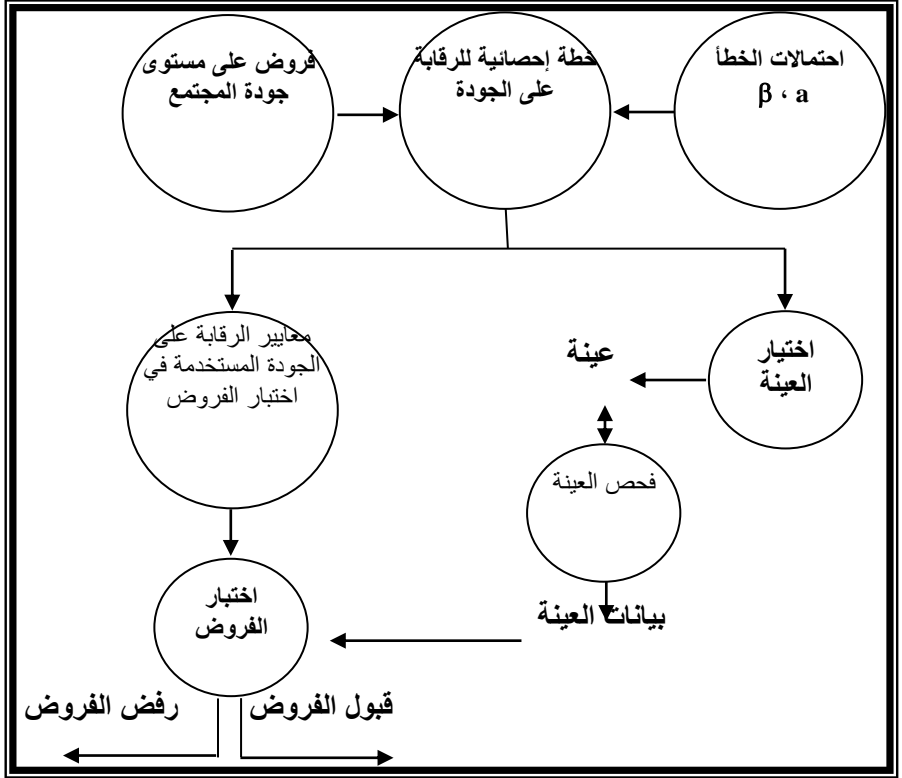 احتمالات الخطأ
β ، a
خطة إحصائية للرقابة
على الجودة
فروض على مستوى
جودة المجتمع
اختيار
العينة
عينة
معايير الرقابة على
الجودة المستخدمة في
اختبار الفروض
فحص العينة
بيانات العينة
اختبار
الفروض
قبول الفروض
رفض الفروض